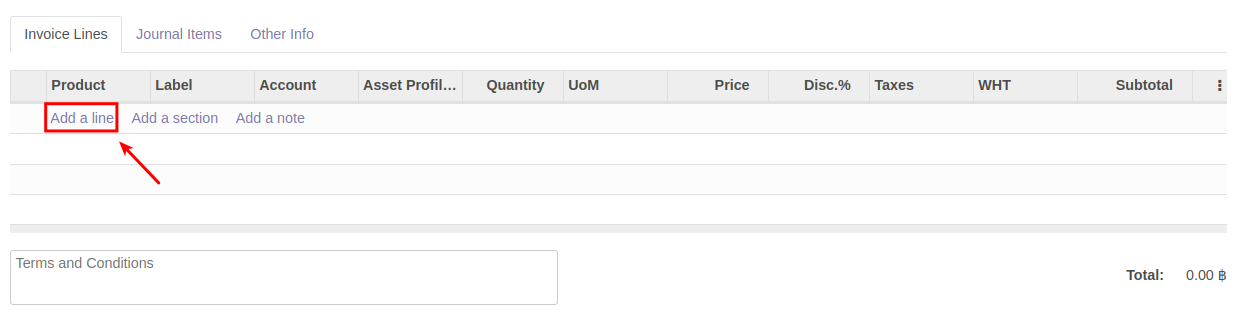 Invoice Lines Journal Items Other Info
Product Label Account Asset Profil... Quantity UoM Price Disc.% Taxes WHT Subtotal
Add a line Add a section Add a note
Terms and Conditions
Total: 0.00 ฿